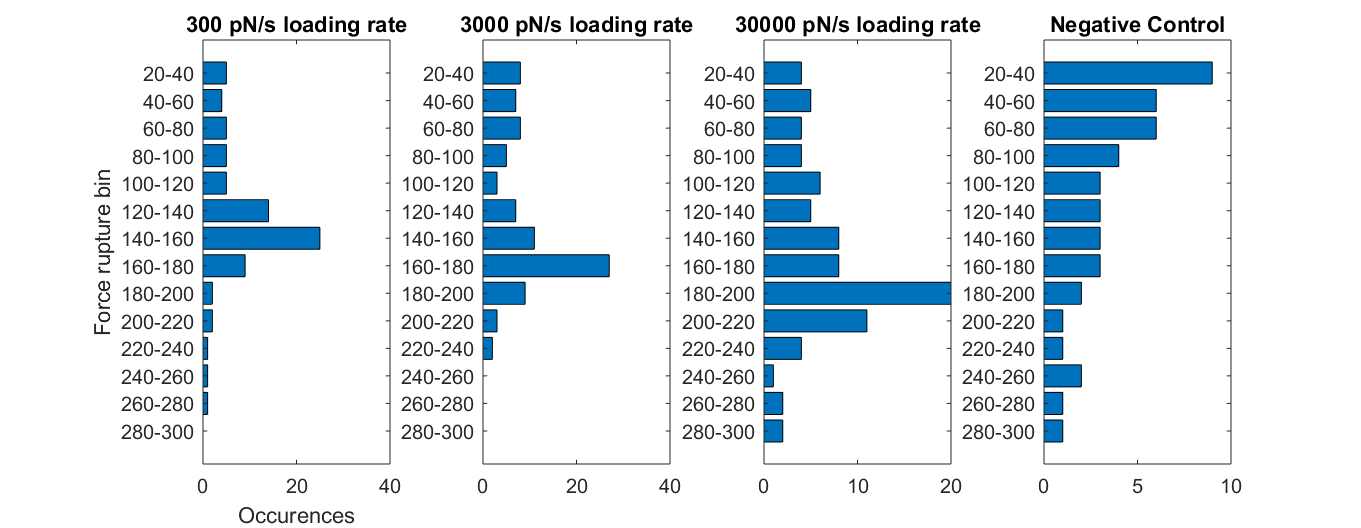 300 pN/s loading rate 3000 pN/s loading rate 30000 pN/s loading rate Negative Control
20-40 20-40 20-40 20-40
40-60 40-60 40-60 40-60
60-80 60-80 60-80 60-80
80-100 80-100 80-100 80-100
100-120 100-120 100-120 100-120
120-140 120-140 120-140 120-140
140-160 140-160 140-160 140-160
160-180 160-180 160-180 160-180
180-200 180-200 180-200 180-200
200-220 200-220 200-220 200-220
220-240 220-240 220-240 220-240
240-260 240-260 240-260 240-260
260-280 260-280 260-280 260-280
280-300 280-300 280-300 280-300
Force rupture bin
0 20 40 0 20 40 0 10 20 0 5 10
Occurences